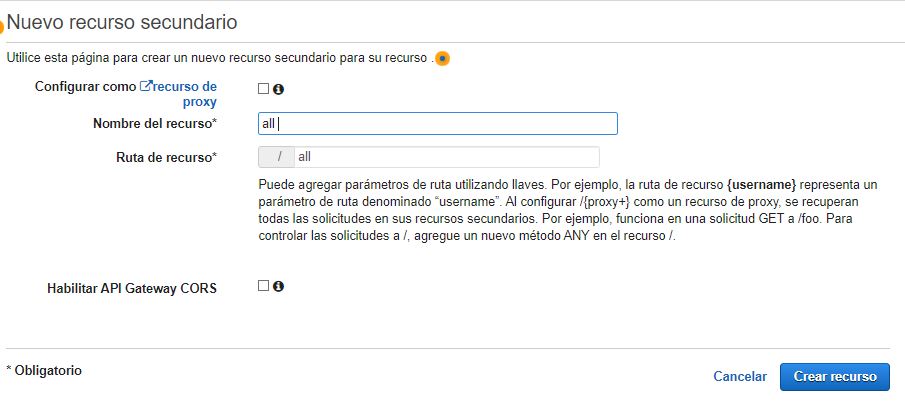 Nuevo recurso secundario
Utilice esta página para crear un nuevo recurso secundario para su recurso .
Configurar como recurso de
proxy
Nombre del recurso*
all
Ruta de recurso*
/ all
Puede agregar parámetros de ruta utilizando llaves. Por ejemplo, la ruta de recurso {username} representa un
parámetro de ruta denominado “username”. Al configurar /{proxy+} como un recurso de proxy, se recuperan
todas las solicitudes en sus recursos secundarios. Por ejemplo, funciona en una solicitud GET a /foo. Para
controlar las solicitudes a /, agregue un nuevo método ANY en el recurso /.
Habilitar API Gateway CORS
* Obligatorio
Cancelar
Crear recurso